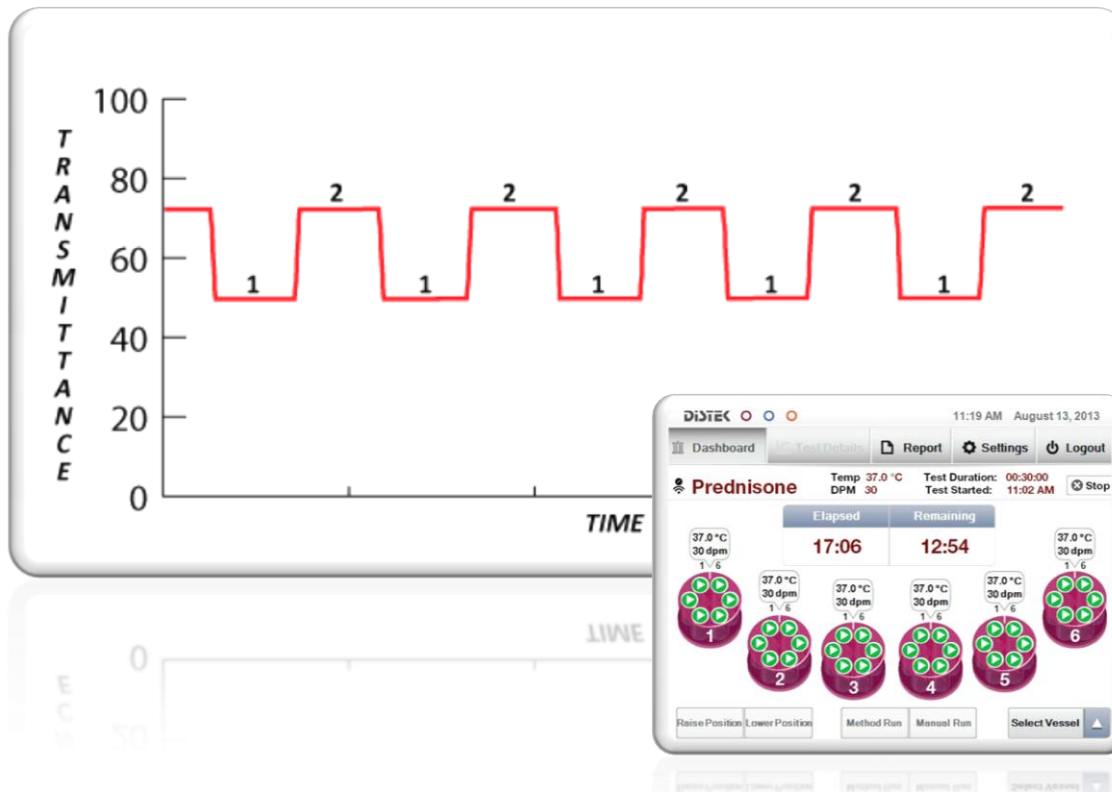 100
80
60
40
20
0
TRANSMITTANCE
2 2 2 2 2
1 1 1 1 1
TIME
DiSTEK
11:19 AM August 13, 2013
Dashboard Test Details Report Settings Logout
Prednisone
Temp 37.0 °C
DPM 30
Test Duration: 00:30:00
Test Started: 11:02 AM
Stop
Elapsed Remaining
17:06 12:54
37.0 °C
30 dpm
1 6
1
37.0 °C
30 dpm
1 6
2
37.0 °C
30 dpm
1 6
3
37.0 °C
30 dpm
1 6
4
37.0 °C
30 dpm
1 6
5
37.0 °C
30 dpm
1 6
6
Raise Position Lower Position Method Run Manual Run Select Vessel